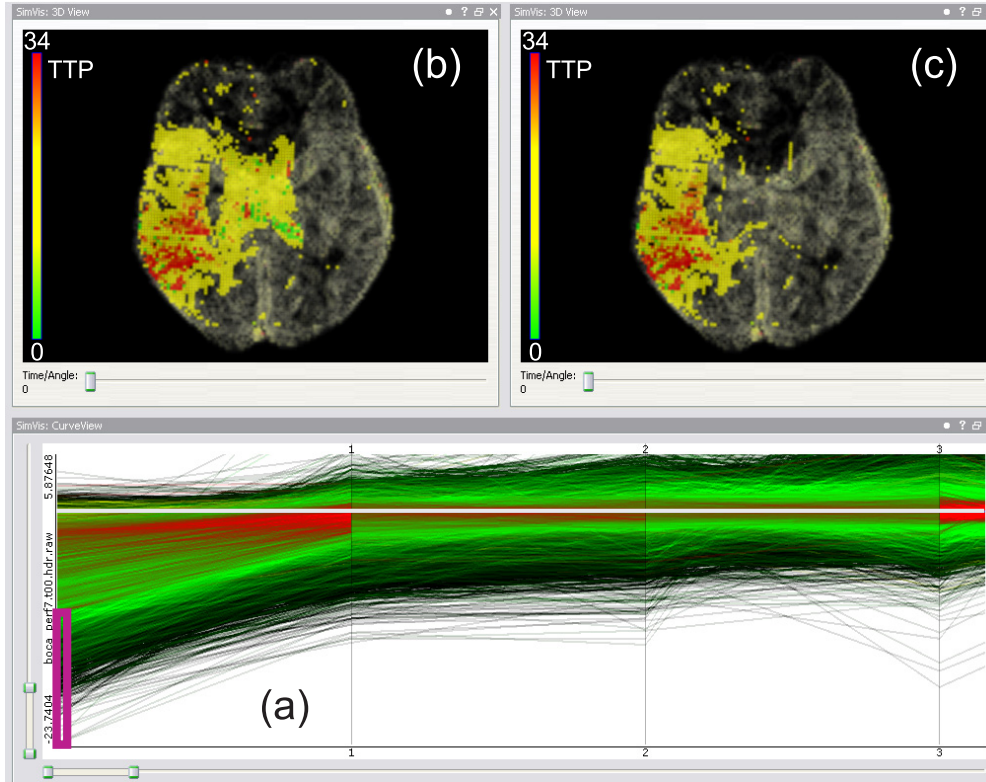 SimVis: 3D View
34
TTP
(b)
0
Time/Angle:
0
SimVis: 3D View
34
TTP
(c)
0
Time/Angle:
0
SimVis: CurveView
1 2 3
5.87648
boca_perf7.t00.hdr.raw
-23.7404
(a)
1 2 3